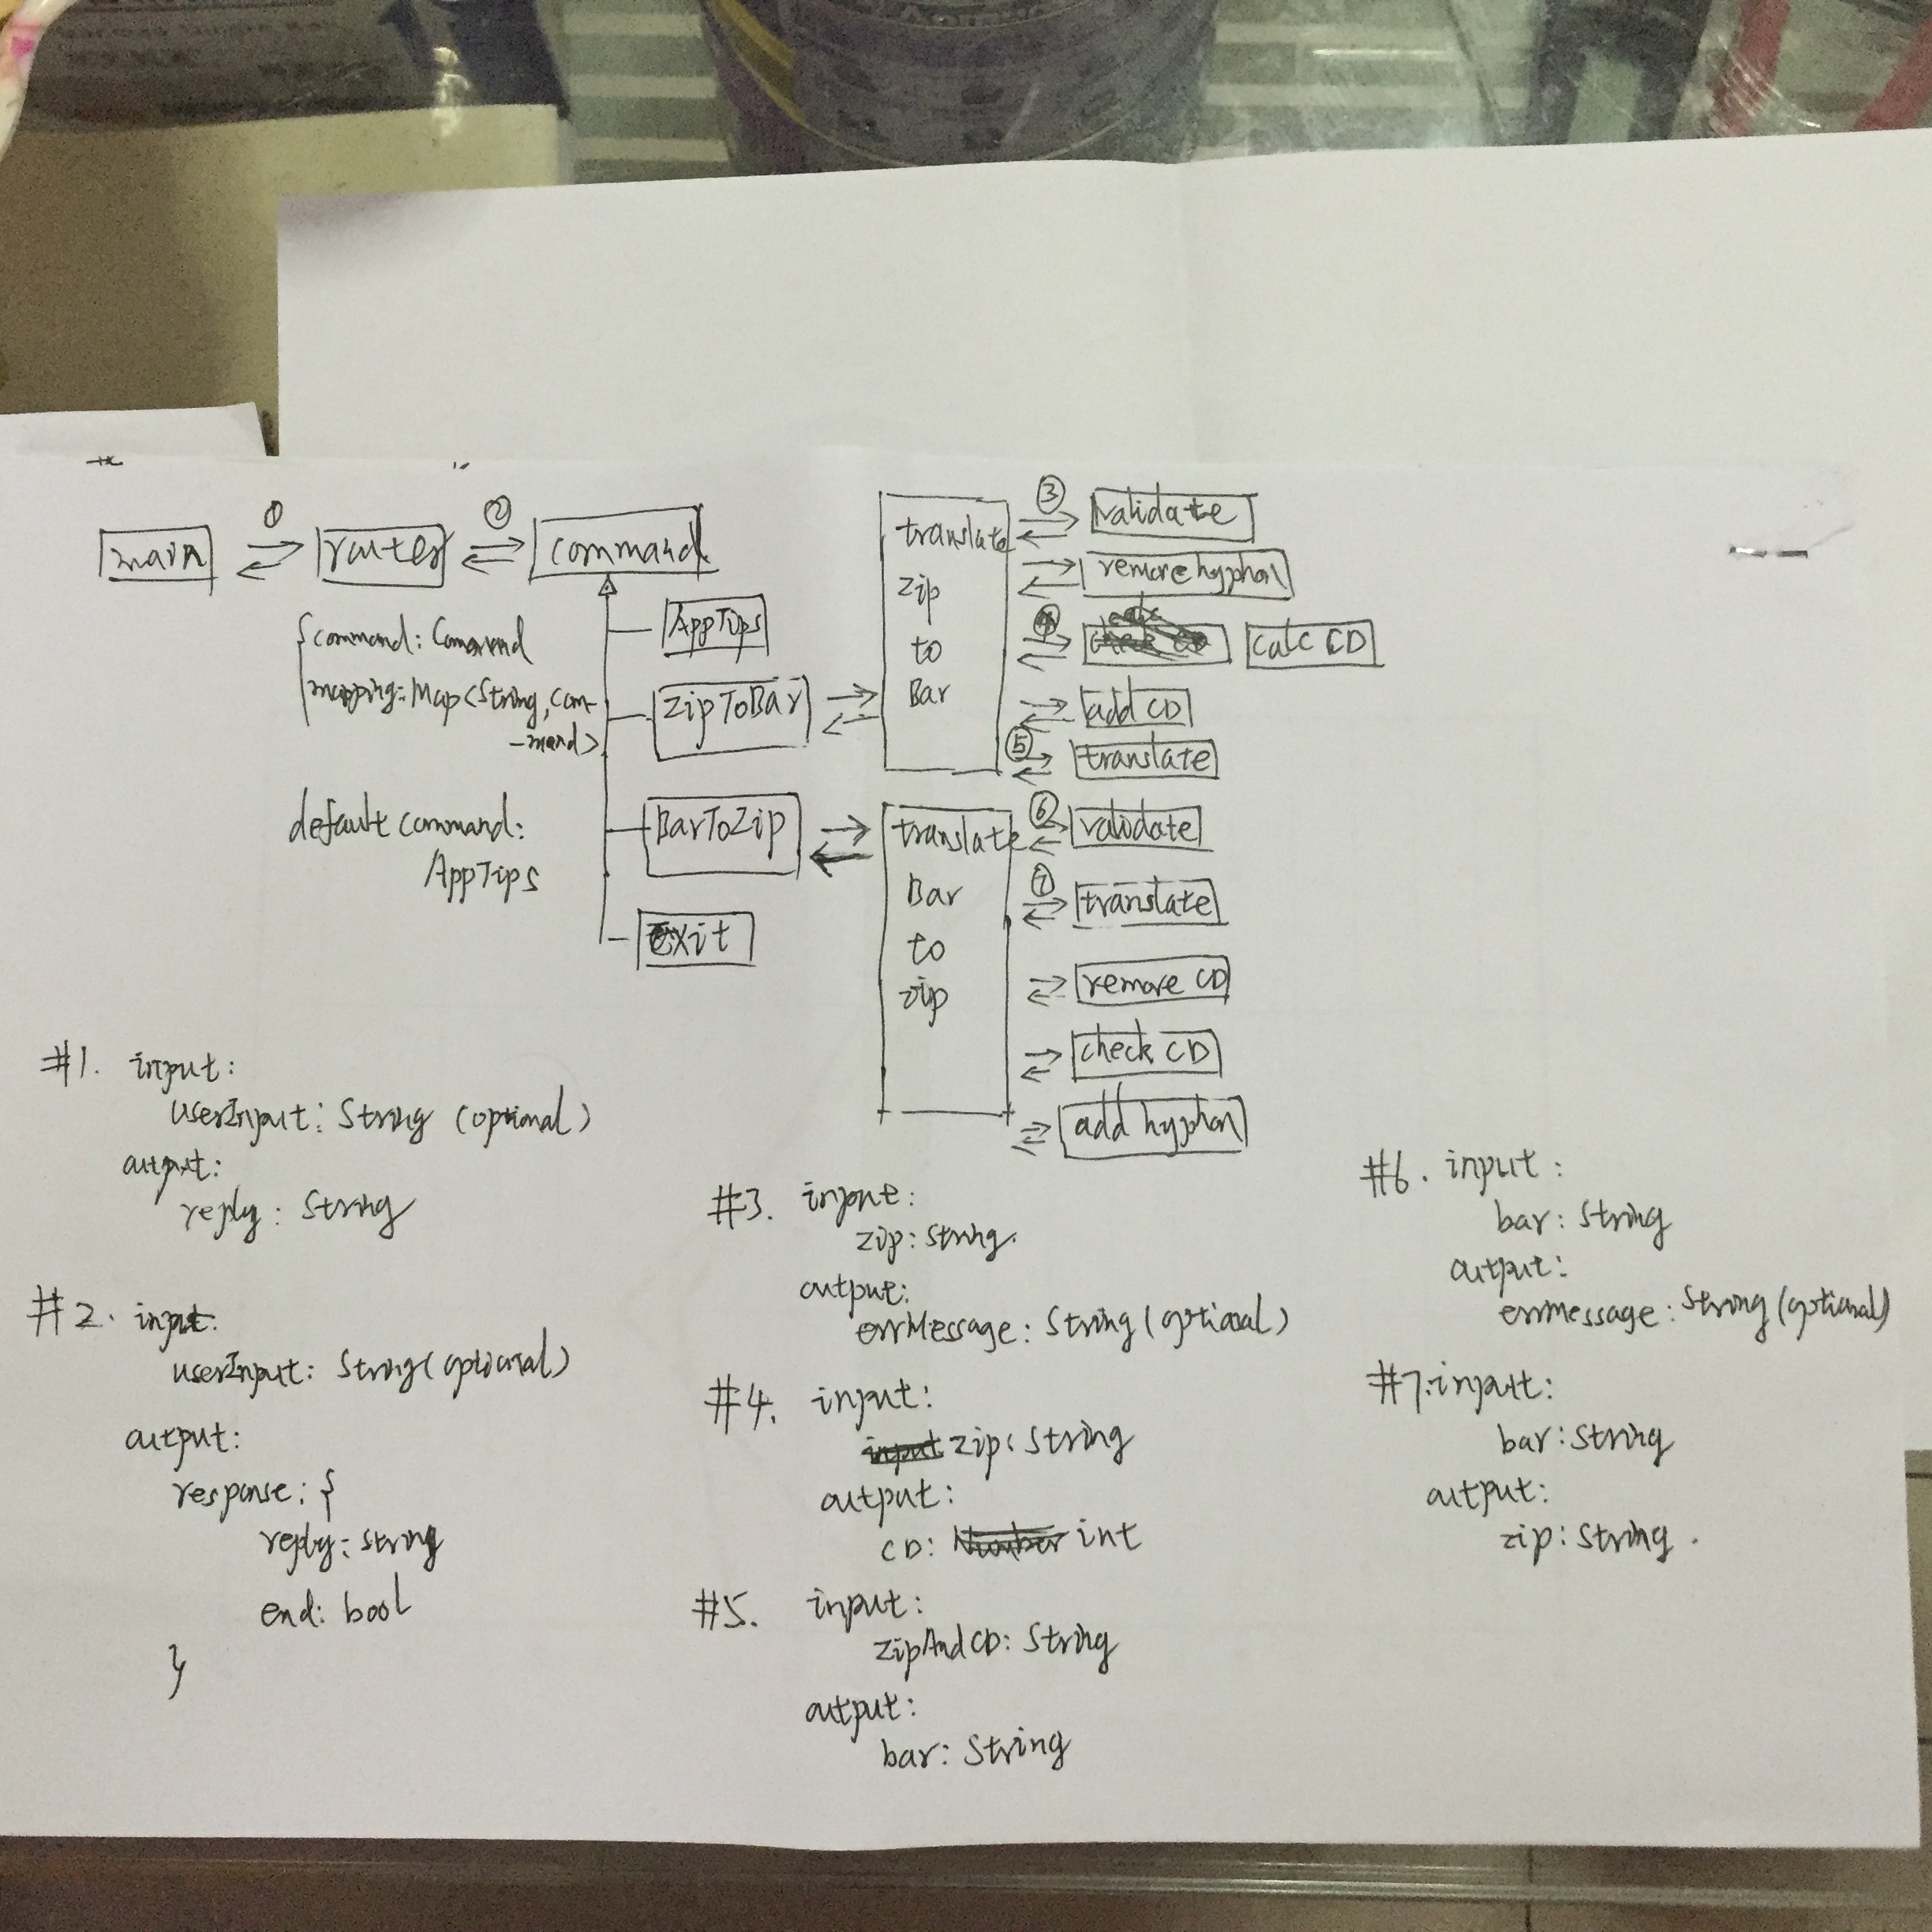 ①
②
main
router
command
{command: Command
mapping: Map<String, Com-
-mand>
default command:
AppTips
AppTips
ZipToBar
BarToZip
Exit
translate
zip
to
Bar
③
validate
remove hyphon
④
calc CD
add CD
⑤
translate
translate
Bar
to
zip
⑥
validate
⑦
translate
remove CD
check CD
add hyphon
#1. input:
userInput: String (optional)
output:
reply: String
#2. input:
userInput: String (optional)
output:
response: {
reply: string
end: bool
}
#3. input:
zip: String.
output:
errMessage: String (optional)
#4. input:
zip: String
output:
CD: int
#5. input:
zipAndCD: String
output:
bar: String
#6. input:
bar: String
output:
errMessage: String (optional)
#7. input:
bar: String
output:
zip: String.